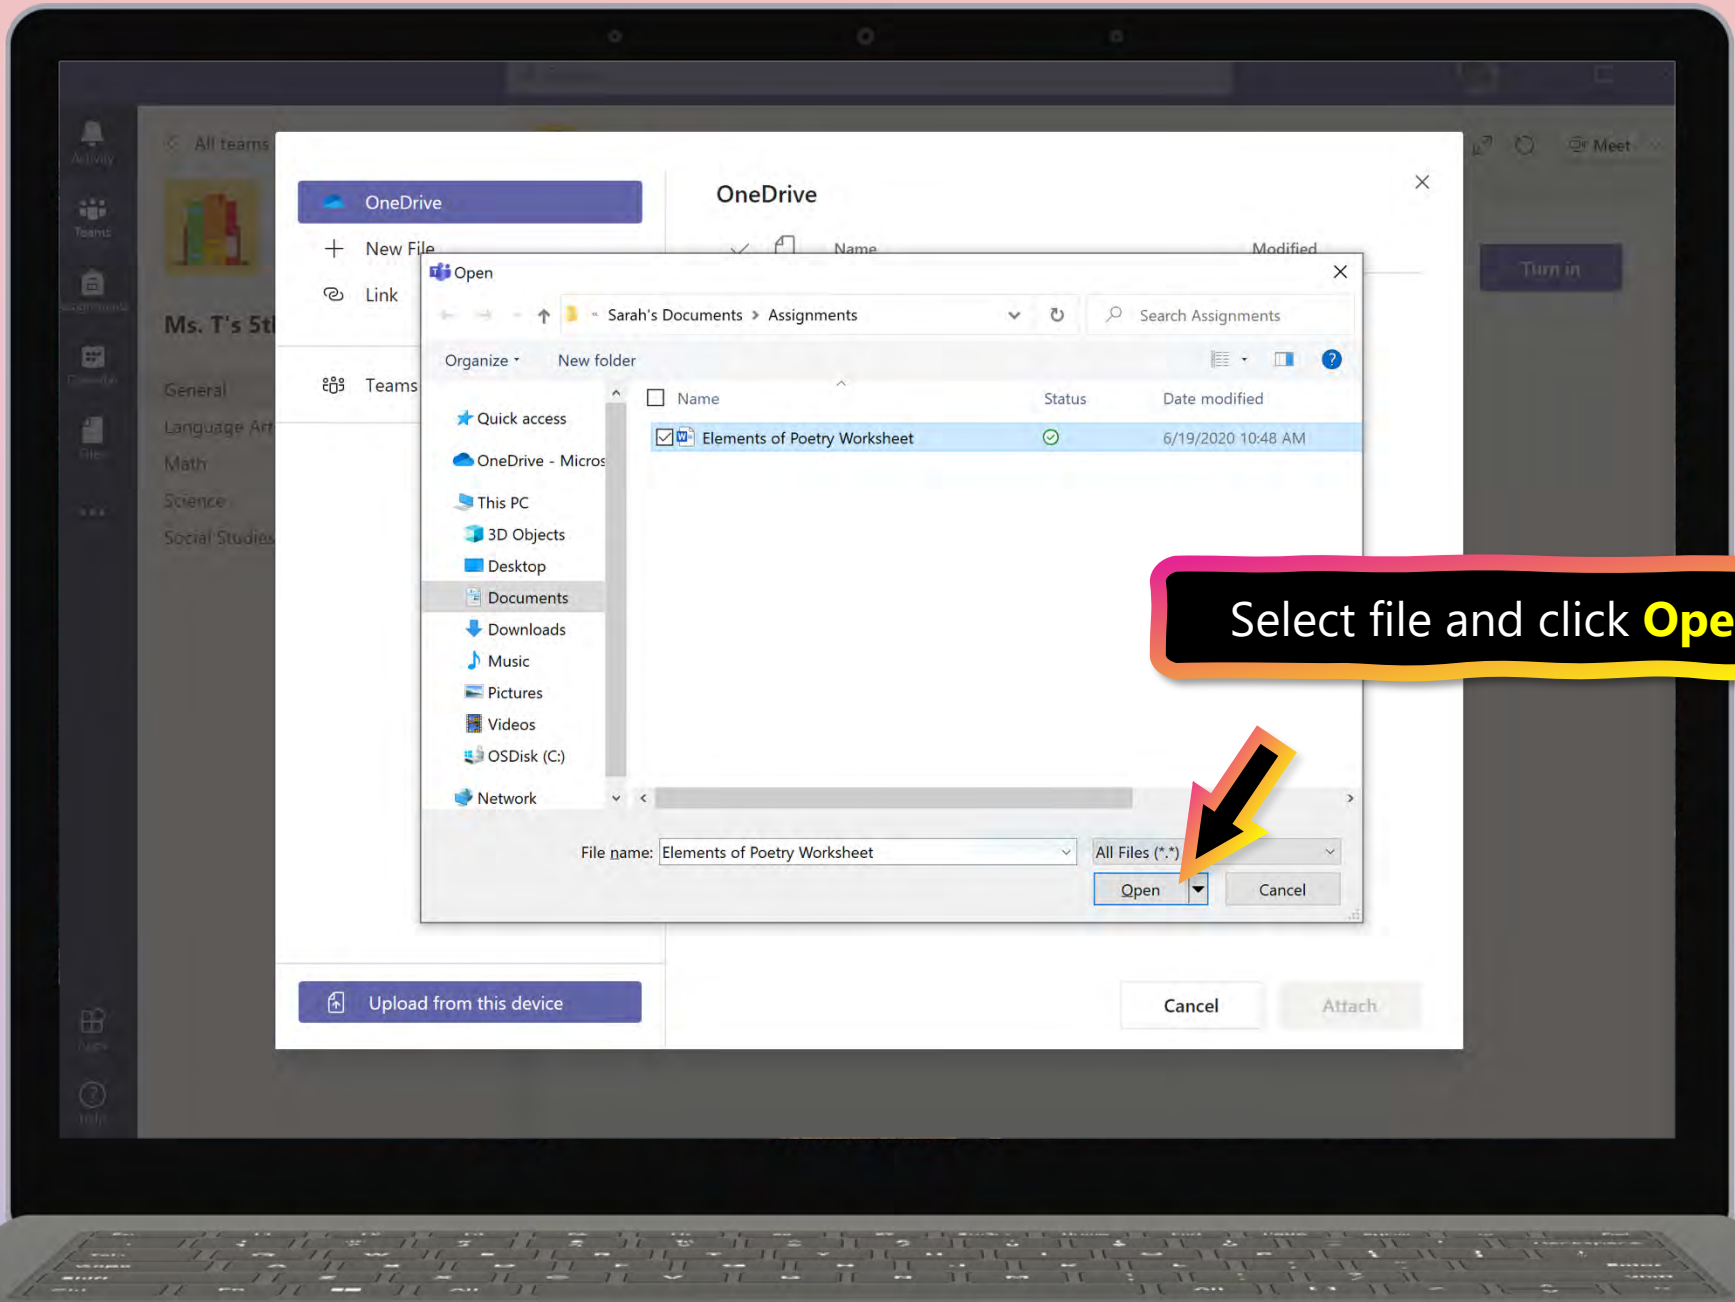 Activity
All teams
Meet
OneDrive
OneDrive
Teams
New File
Name
Modified
Turn in
Open
Link
Sarah's Documents > Assignments
Search Assignments
Ms. T's 5th
Organize
New folder
Teams
General
Name
Status
Date modified
Quick access
Language Art
Elements of Poetry Worksheet
6/19/2020 10:48 AM
Files
OneDrive - Micros
Math
This PC
Science
3D Objects
Social Studies
Desktop
Documents
Select file and click Ope
Downloads
Music
Pictures
Videos
OSDisk (C:)
Network
File name: Elements of Poetry Worksheet
All Files (*.*)
Open
Cancel
Upload from this device
Cancel
Attach
Help